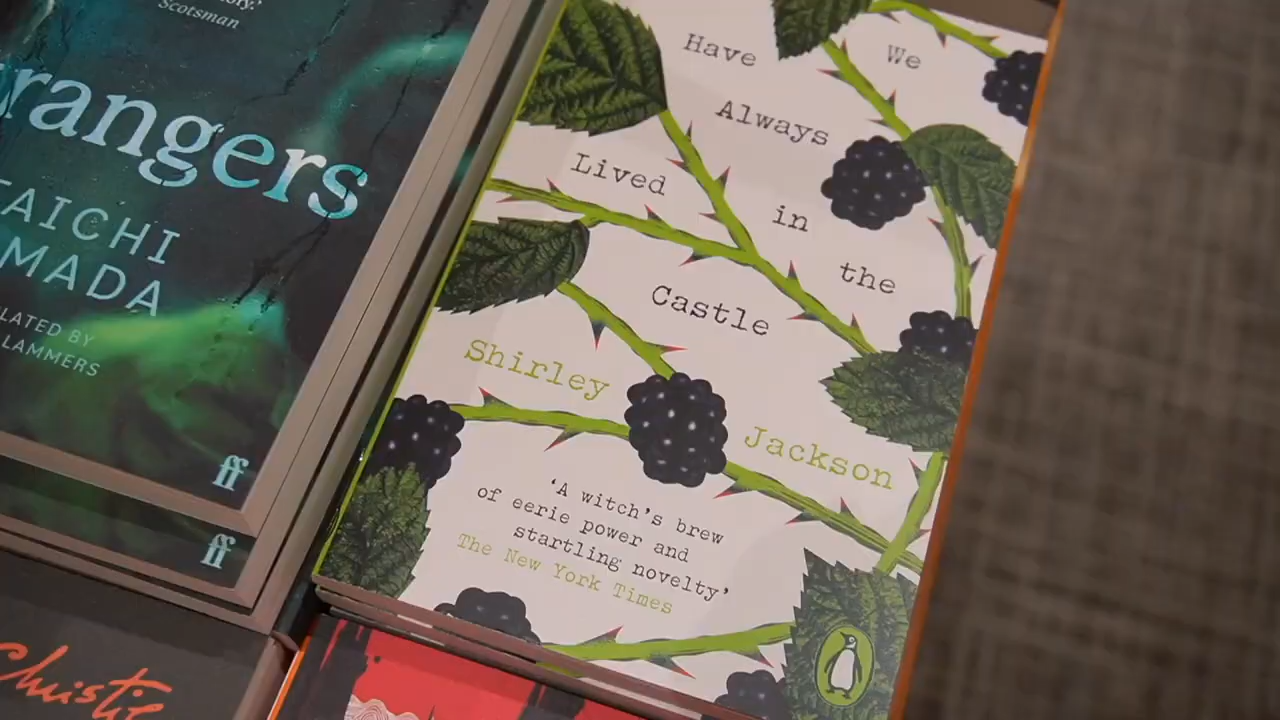 Scotsman
rangers
TAICHI
MADA
LATED BY
LAMMERS
ff
ff
We
Have
Always
Lived
in
the
Castle
Shirley
Jackson
‘A witch’s brew
of eerie power and
startling novelty’
The New York Times
Christie